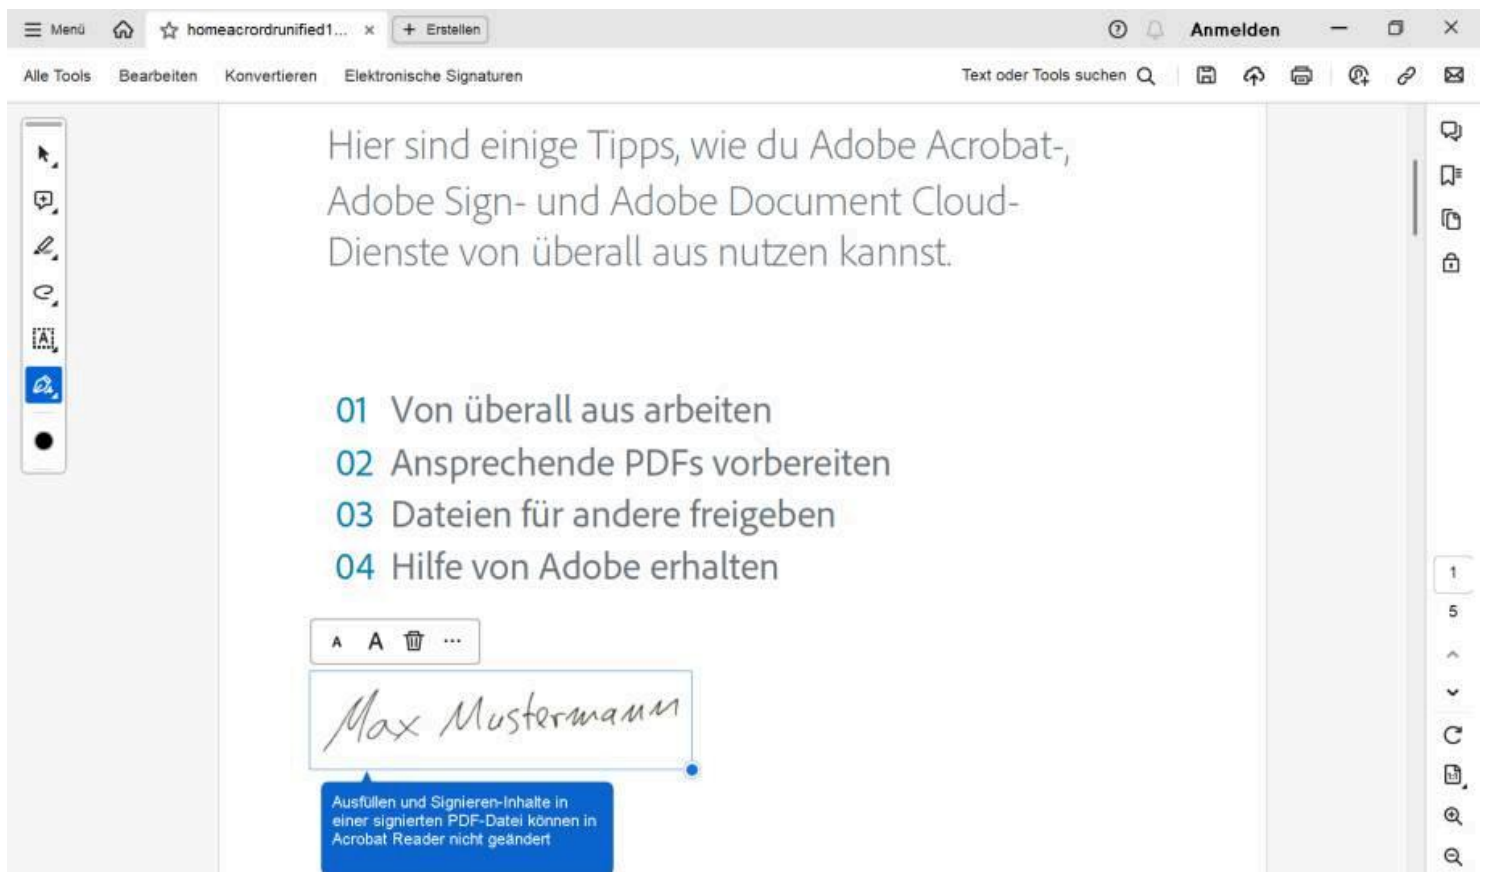 Menü
homeacrordrunified1...
Erstellen
Anmelden
Alle Tools
Bearbeiten
Konvertieren
Elektronische Signaturen
Text oder Tools suchen
Hier sind einige Tipps, wie du Adobe Acrobat-,
Adobe Sign- und Adobe Document Cloud-
Dienste von überall aus nutzen kannst.
01 Von überall aus arbeiten
02 Ansprechende PDFs vorbereiten
03 Dateien für andere freigeben
04 Hilfe von Adobe erhalten
A A ...
Max Mustermann
Ausfüllen und Signieren-Inhalte in
einer signierten PDF-Datei können in
Acrobat Reader nicht geändert
1
5